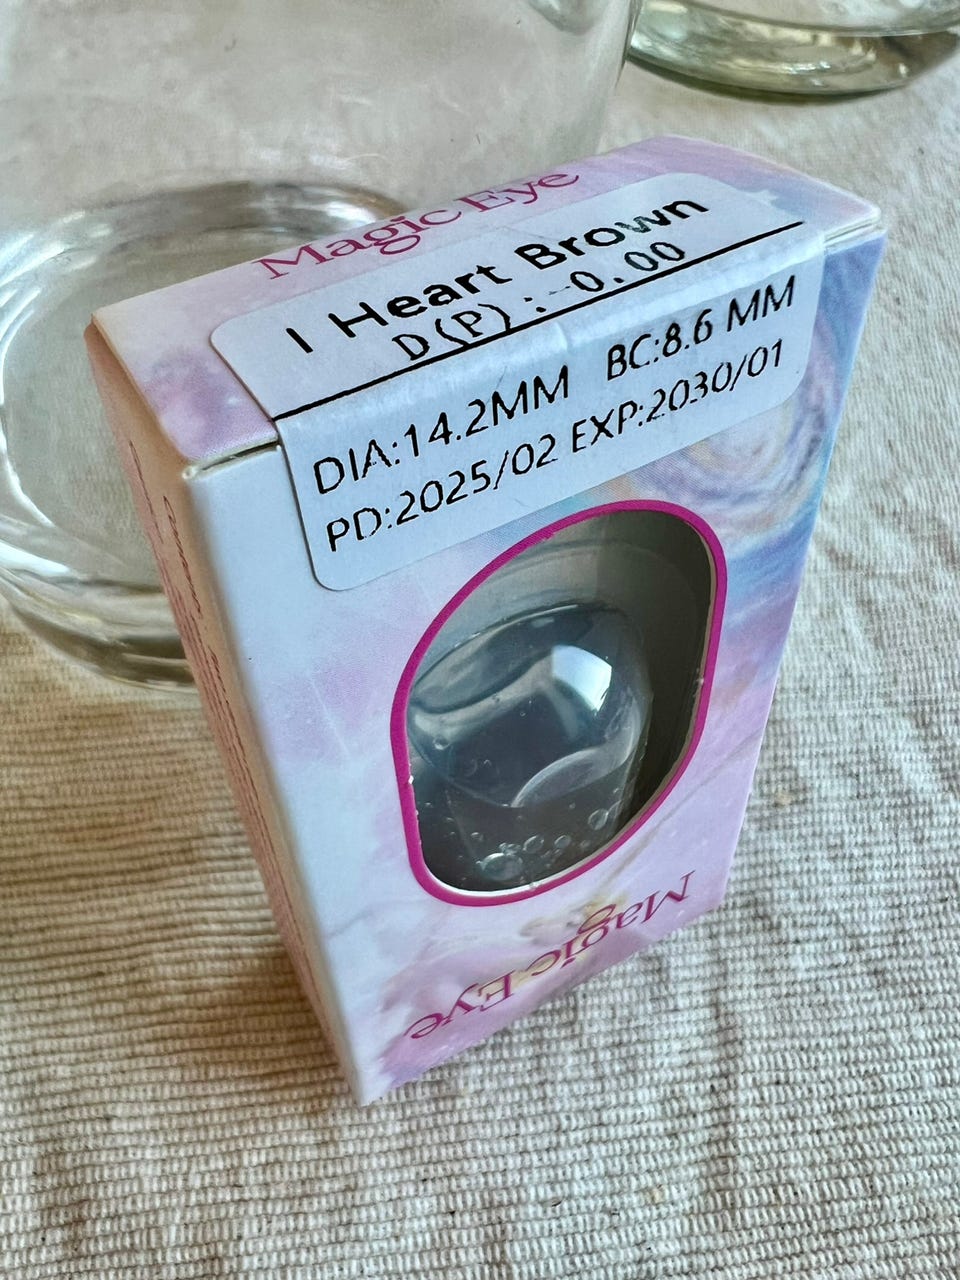 Magic Eye
I Heart Brown
D(P):-0.00
DIA:14.2MM BC:8.6 MM
PD:2025/02 EXP:2030/01
Magic Eye